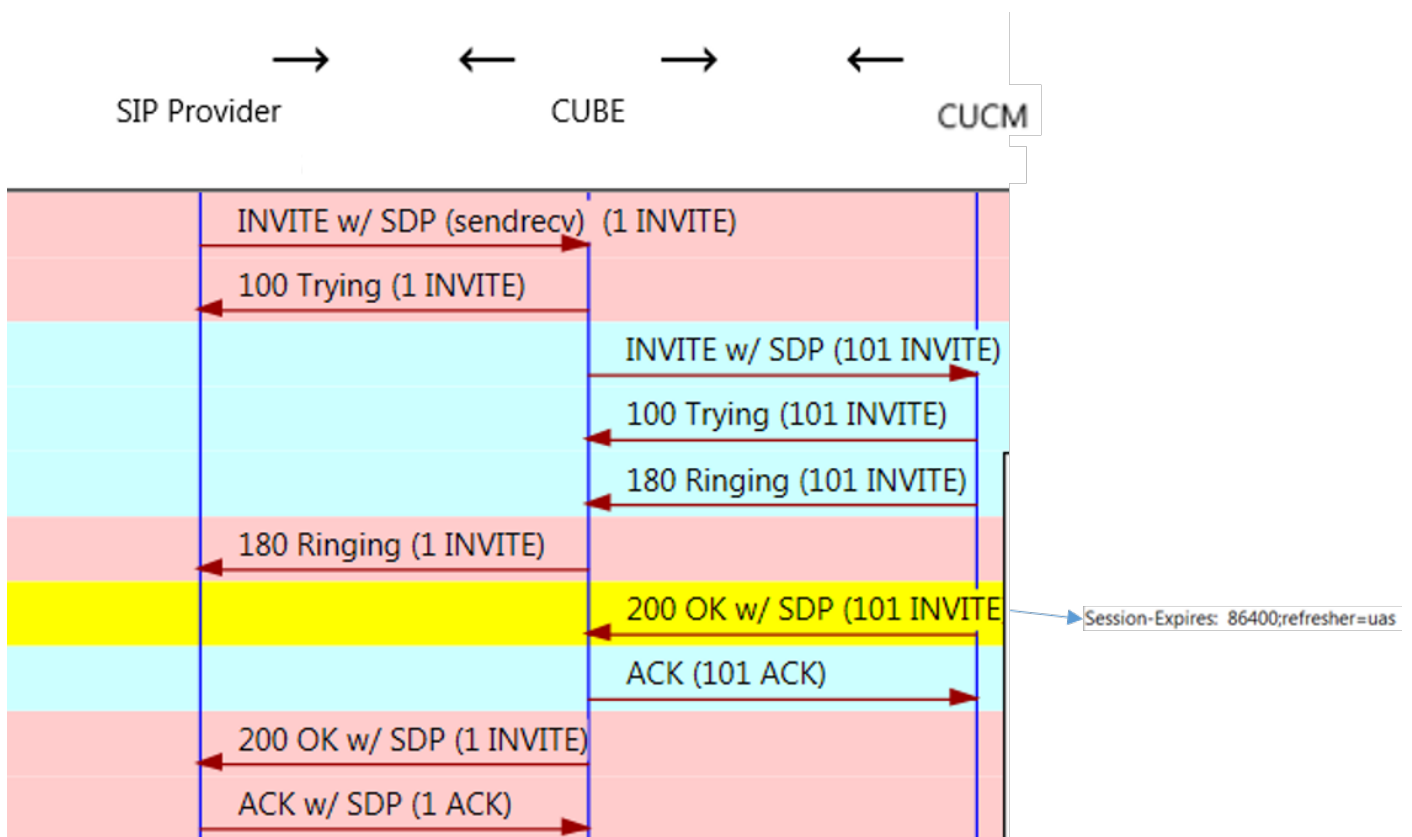 → ← → ←
SIP Provider CUBE CUCM
INVITE w/ SDP (sendrecv) (1 INVITE)
100 Trying (1 INVITE)
INVITE w/ SDP (101 INVITE)
100 Trying (101 INVITE)
180 Ringing (101 INVITE)
180 Ringing (1 INVITE)
200 OK w/ SDP (101 INVITE Session-Expires: 86400;refresher=uas
ACK (101 ACK)
200 OK w/ SDP (1 INVITE)
ACK w/ SDP (1 ACK)